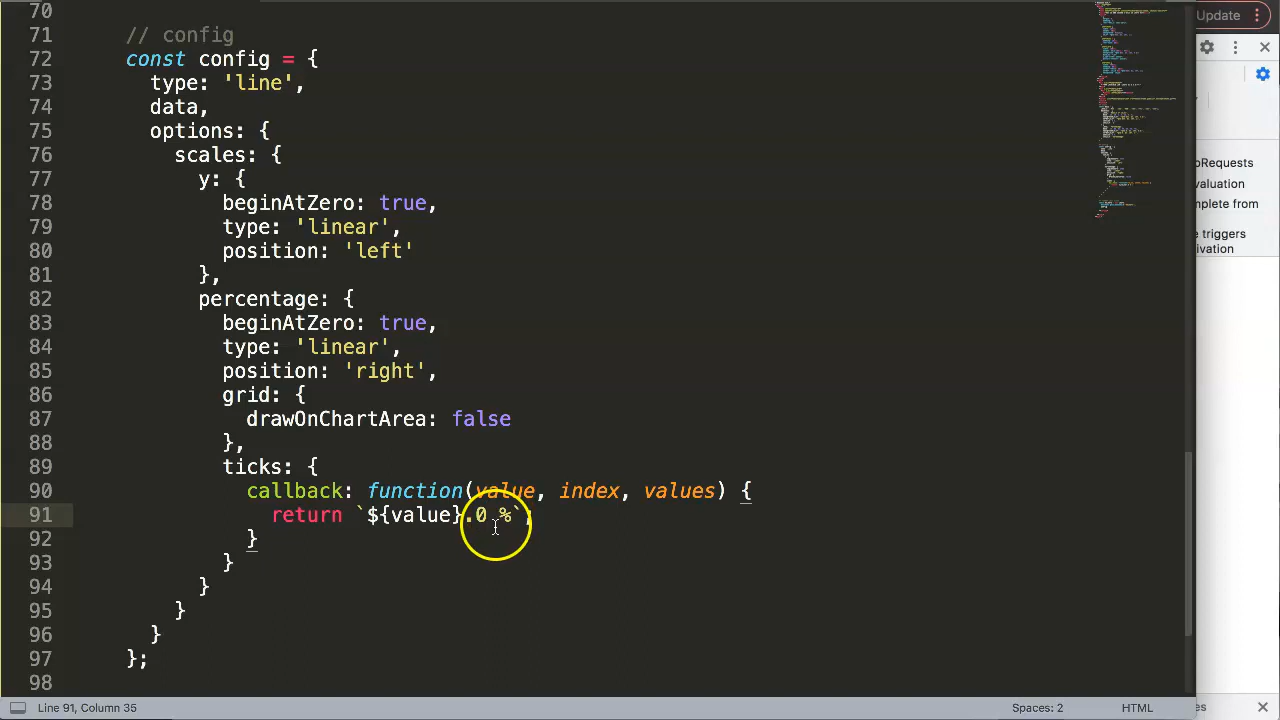 70
71 // config
72 const config = {
73 type: 'line',
74 data,
75 options: {
76 scales: {
77 y: {
78 beginAtZero: true,
79 type: 'linear',
80 position: 'left'
81 },
82 percentage: {
83 beginAtZero: true,
84 type: 'linear',
85 position: 'right',
86 grid: {
87 drawOnChartArea: false
88 },
89 ticks: {
90 callback: function(value, index, values) {
91 return `${value}.0 %`;
92 }
93 }
94 }
95 }
96 }
97 };
98
Line 91, Column 35
Spaces: 2
HTML
Update
Requests
valuation
nplete from
e triggers
ivation
es